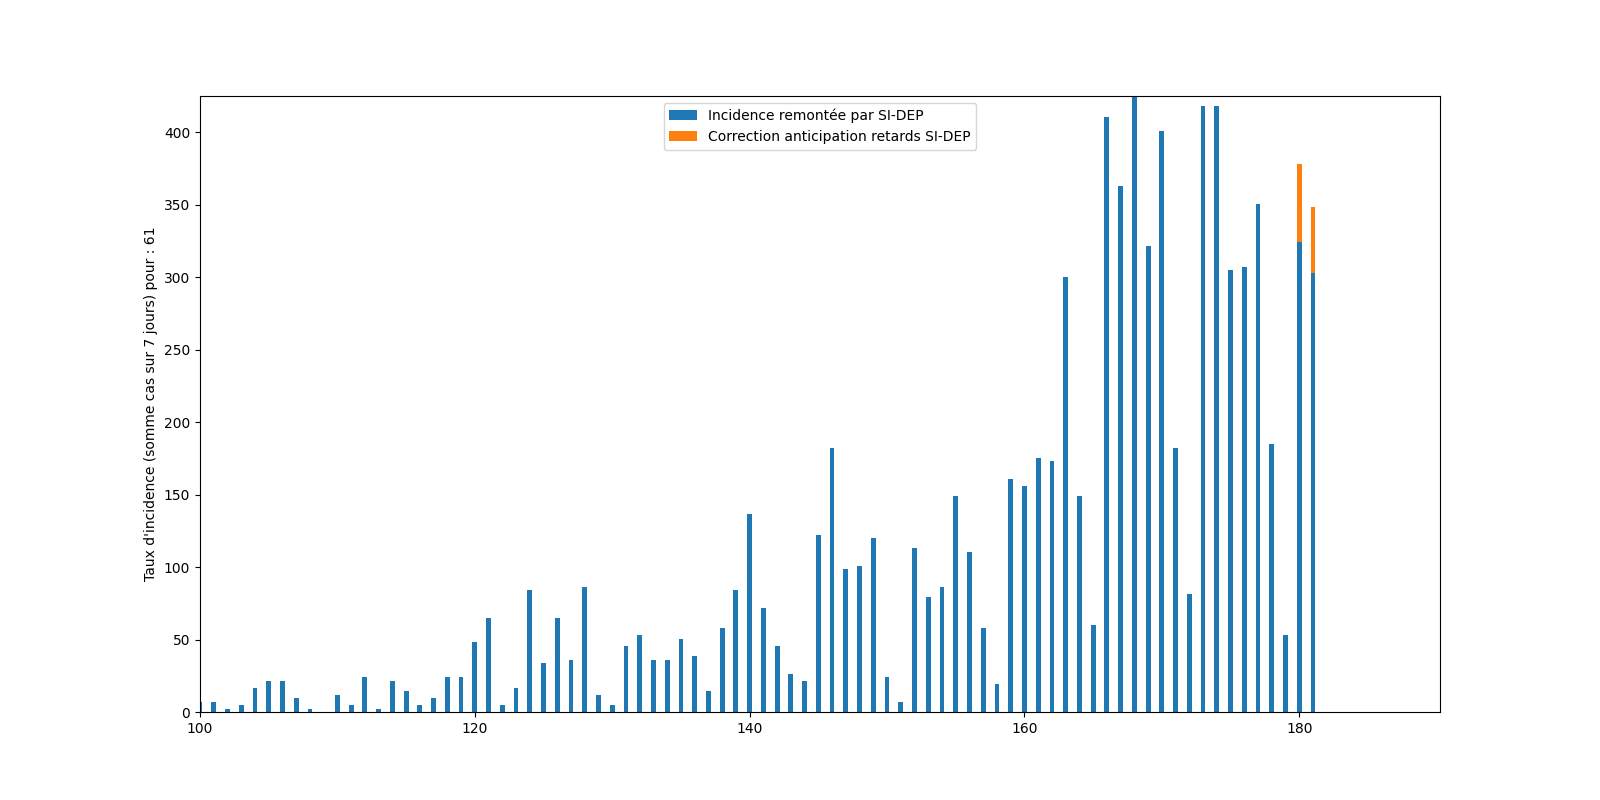 Incidence remontée par SI-DEP
Correction anticipation retards SI-DEP
Taux d'incidence (somme cas sur 7 jours) pour : 61
400
350
300
250
200
150
100
50
0
100 120 140 160 180